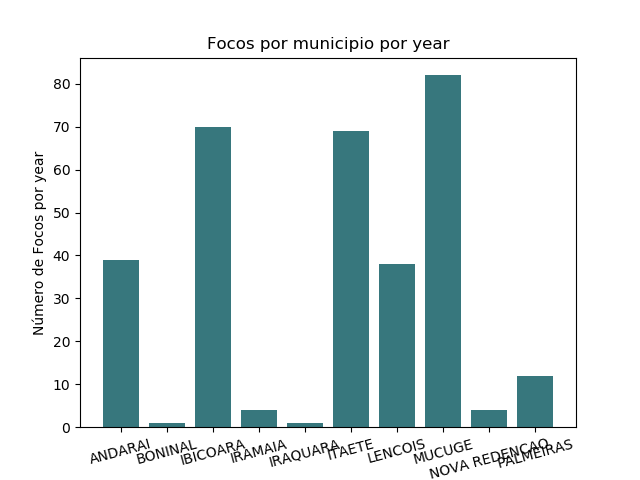 Focos por municipio por year
Número de Focos por year
80
70
60
50
40
30
20
10
0
ANDARAI
BONINAL
IBICOARA
IRAMAIA
IRAQUARA
ITAETE
LENCOIS
MUCUGE
NOVA REDENÇAO
PALMEIRAS